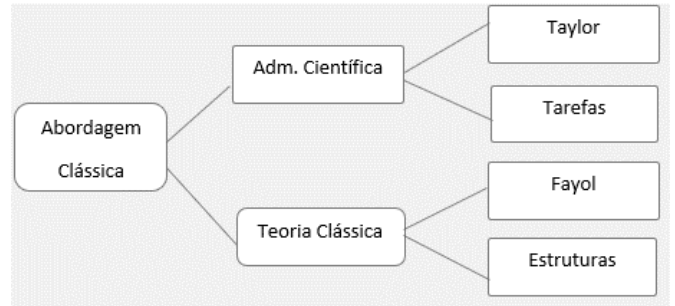 Abordagem
Clássica
Adm. Científica
Taylor
Tarefas
Teoria Clássica
Fayol
Estruturas